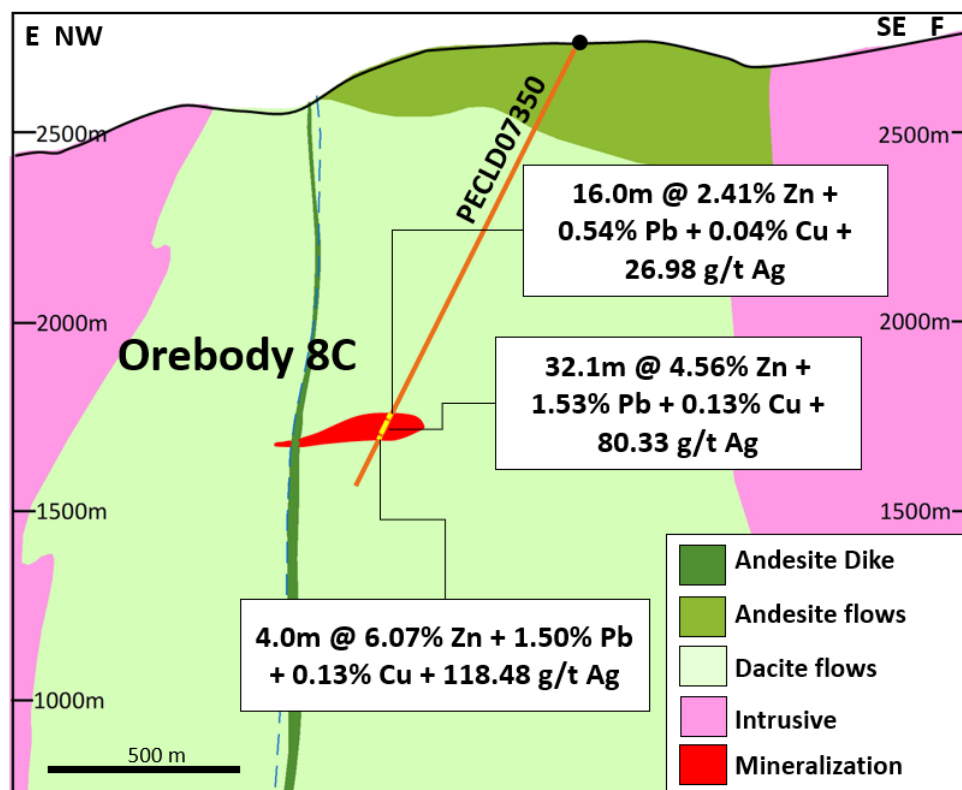 E NW
SE F
2500m
2500m
PECLD07350
16.0m @ 2.41% Zn +
0.54% Pb + 0.04% Cu +
26.98 g/t Ag
2000m
2000m
Orebody 8C
32.1m @ 4.56% Zn +
1.53% Pb + 0.13% Cu +
80.33 g/t Ag
1500m
1500m
4.0m @ 6.07% Zn + 1.50% Pb
+ 0.13% Cu + 118.48 g/t Ag
1000m
500 m
Andesite Dike
Andesite flows
Dacite flows
Intrusive
Mineralization